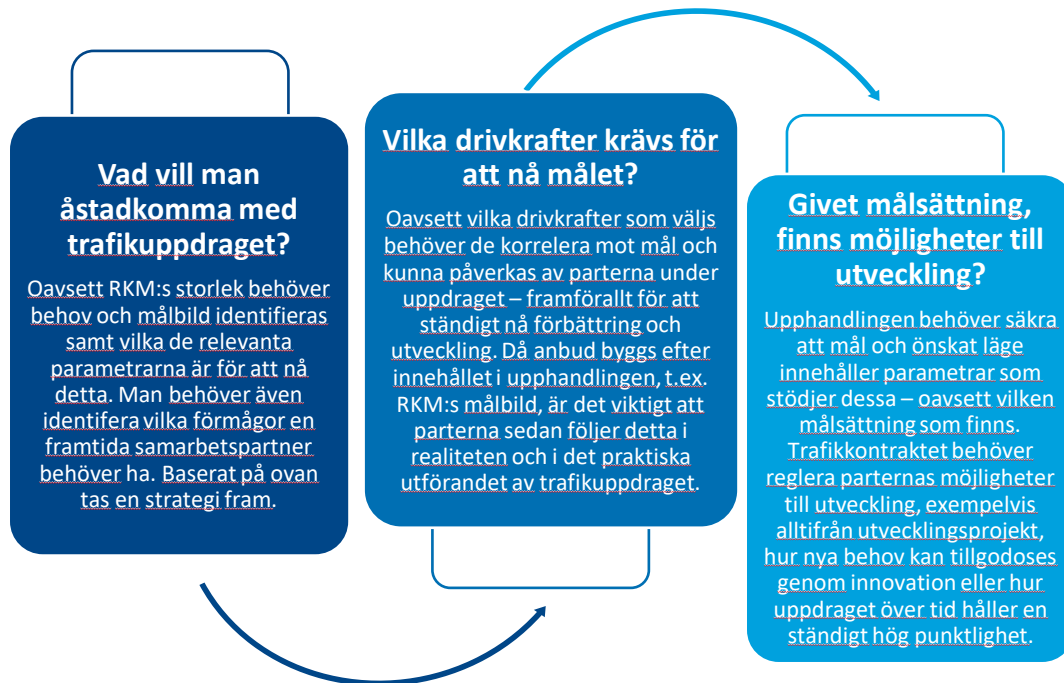 Vad vill man
åstadkomma med
trafikuppdraget?
Oavsett RKM:s storlek behöver
behov och målbild identifieras
samt vilka de relevanta
parametrarna är för att nå
detta. Man behöver även
identifera vilka förmågor en
framtida samarbetspartner
behöver ha. Baserat på ovan
tas en strategi fram.
Vilka drivkrafter krävs för
att nå målet?
Oavsett vilka drivkrafter som väljs
behöver de korrelera mot mål och
kunna påverkas av parterna under
uppdraget – framförallt för att
ständigt nå förbättring och
utveckling. Då anbud byggs efter
innehållet i upphandlingen, t.ex.
RKM:s målbild, är det viktigt att
parterna sedan följer detta i
realiteten och i det praktiska
utförandet av trafikuppdraget.
Givet målsättning,
finns möjligheter till
utveckling?
Upphandlingen behöver säkra
att mål och önskat läge
innehåller parametrar som
stödjer dessa – oavsett vilken
målsättning som finns.
Trafikkontraktet behöver
reglera parternas möjligheter
till utveckling, exempelvis
alltifrån utvecklingsprojekt,
hur nya behov kan tillgodoses
genom innovation eller hur
uppdraget över tid håller en
ständigt hög punktlighet.